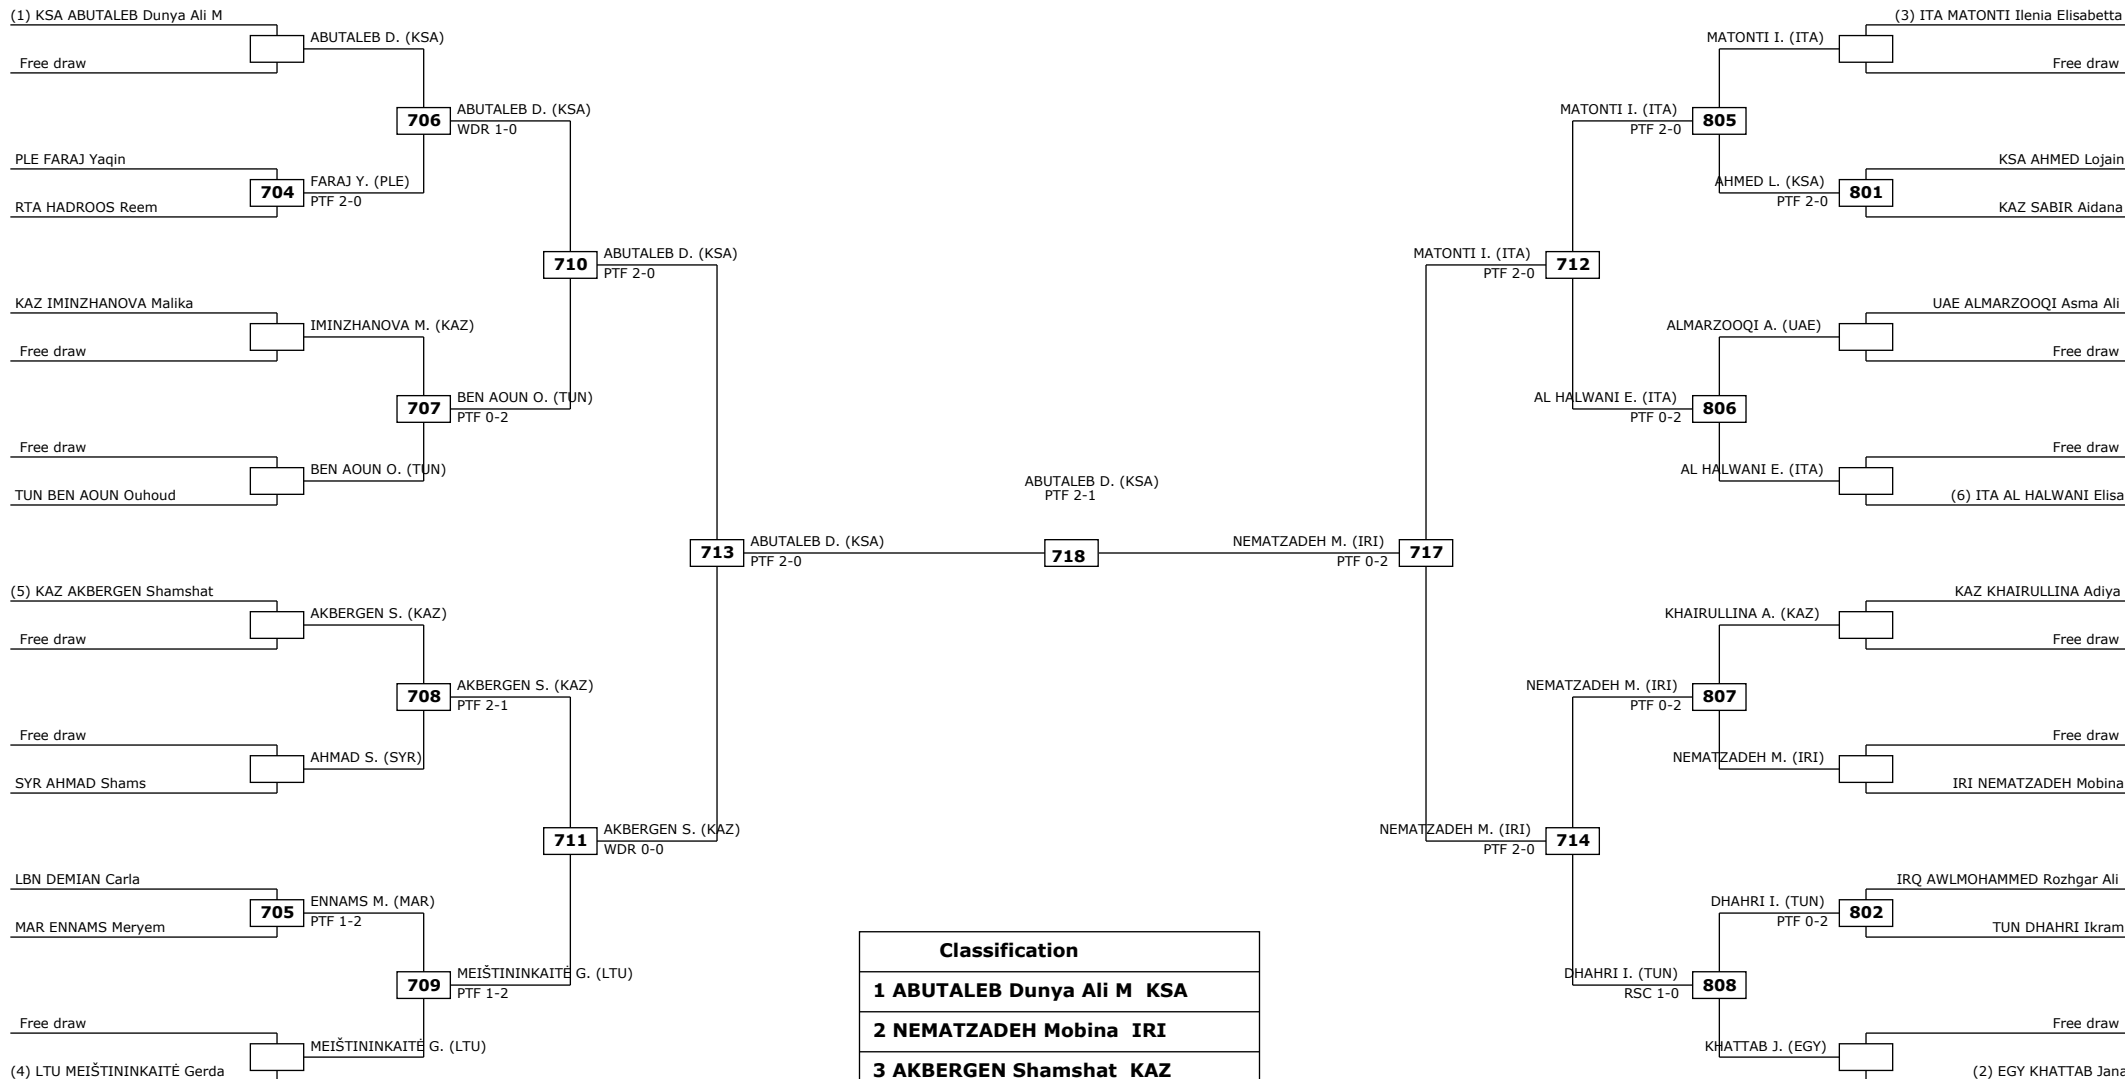 (1) KSA ABUTALEB Dunya Ali M
Free draw
ABUTALEB D. (KSA)
706
ABUTALEB D. (KSA)
WDR 1-0
PLE FARAJ Yaqin
RTA HADROOS Reem
704
FARAJ Y. (PLE)
PTF 2-0
710
ABUTALEB D. (KSA)
PTF 2-0
KAZ IMINZHANOVA Malika
Free draw
IMINZHANOVA M. (KAZ)
707
BEN AOUN O. (TUN)
PTF 0-2
Free draw
TUN BEN AOUN Ouhoud
BEN AOUN O. (TUN)
713
ABUTALEB D. (KSA)
PTF 2-0
(5) KAZ AKBERGEN Shamshat
Free draw
AKBERGEN S. (KAZ)
708
AKBERGEN S. (KAZ)
PTF 2-1
Free draw
SYR AHMAD Shams
AHMAD S. (SYR)
711
AKBERGEN S. (KAZ)
WDR 0-0
LBN DEMIAN Carla
MAR ENNAMS Meryem
705
ENNAMS M. (MAR)
PTF 1-2
709
MEIŠTININKAITĖ G. (LTU)
PTF 1-2
Free draw
(4) LTU MEIŠTININKAITĖ Gerda
MEIŠTININKAITĖ G. (LTU)
ABUTALEB D. (KSA)
PTF 2-1
718
NEMATZADEH M. (IRI)
PTF 0-2
717
(3) ITA MATONTI Ilenia Elisabetta
Free draw
MATONTI I. (ITA)
MATONTI I. (ITA)
PTF 2-0
805
KSA AHMED Lojain
KAZ SABIR Aidana
AHMED L. (KSA)
PTF 2-0
801
MATONTI I. (ITA)
PTF 2-0
712
UAE ALMARZOOQI Asma Ali
Free draw
ALMARZOOQI A. (UAE)
AL HALWANI E. (ITA)
PTF 0-2
806
Free draw
(6) ITA AL HALWANI Elisa
AL HALWANI E. (ITA)
KAZ KHAIRULLINA Adiya
Free draw
KHAIRULLINA A. (KAZ)
NEMATZADEH M. (IRI)
PTF 0-2
807
Free draw
IRI NEMATZADEH Mobina
NEMATZADEH M. (IRI)
NEMATZADEH M. (IRI)
PTF 2-0
714
IRQ AWLMOHAMMED Rozhgar Ali
TUN DHAHRI Ikram
DHAHRI I. (TUN)
PTF 0-2
802
DHAHRI I. (TUN)
RSC 1-0
808
Free draw
(2) EGY KHATTAB Jana
KHATTAB J. (EGY)
Classification
1 ABUTALEB Dunya Ali M KSA
2 NEMATZADEH Mobina IRI
3 AKBERGEN Shamshat KAZ